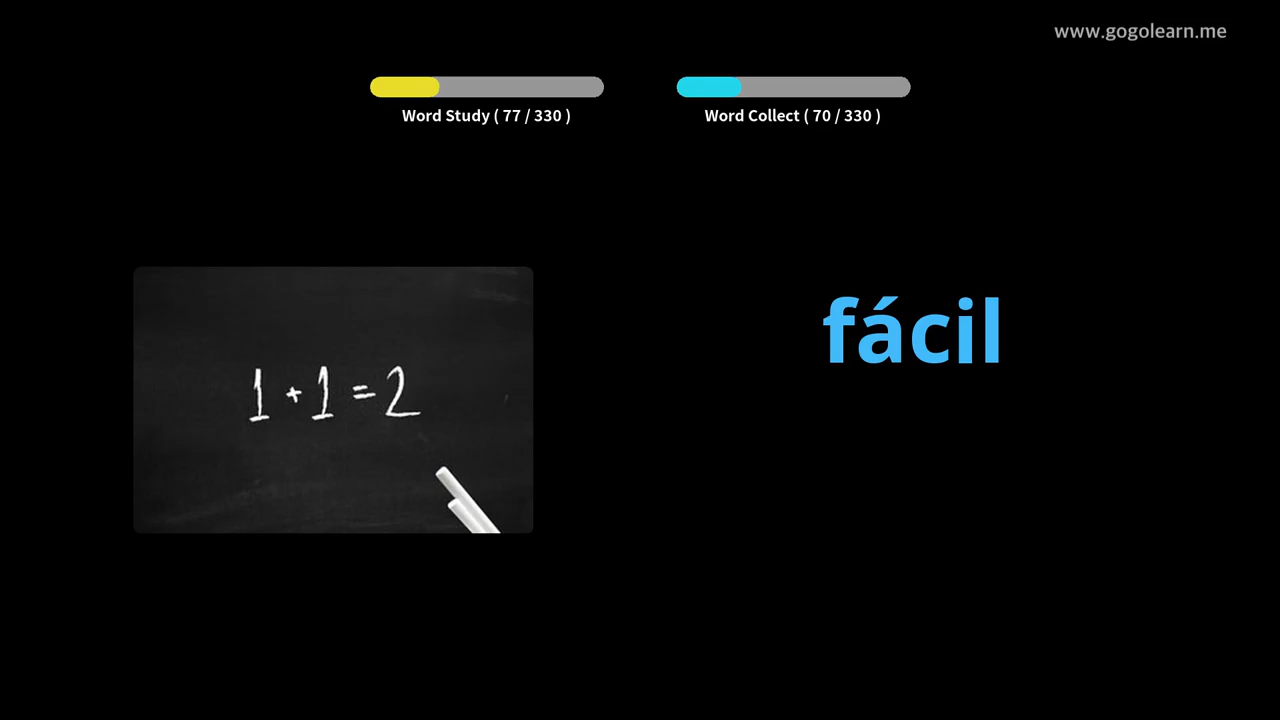 www.gogolearn.me
Word Study ( 77 / 330 )
Word Collect ( 70 / 330 )
fácil
1 + 1 = 2